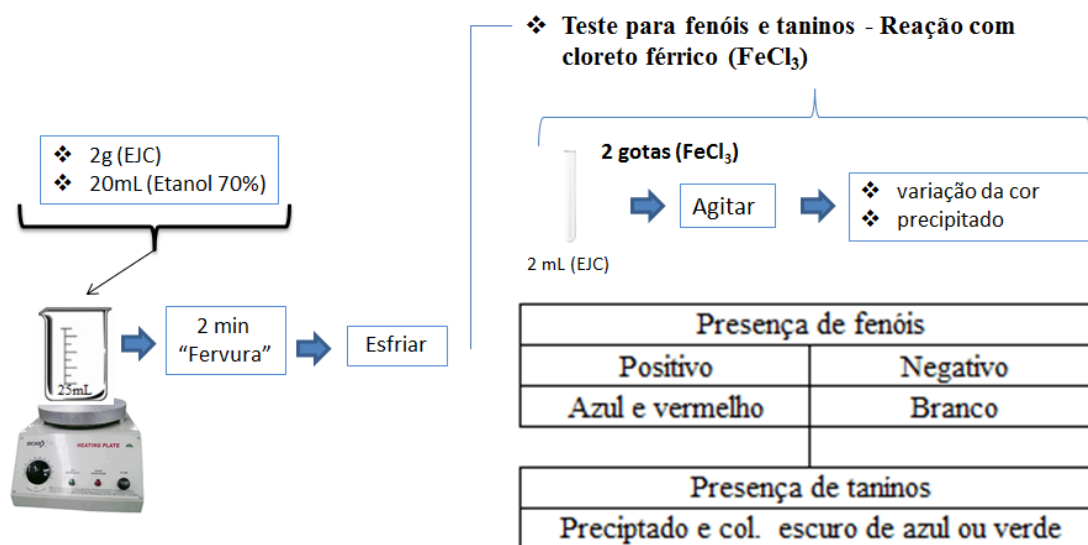 ❖ Teste para fenóis e taninos - Reação com
cloreto férrico (FeCl₃)
❖ 2g (EJC)
❖ 20mL (Etanol 70%)
25mL
HEATING PLATE
2 min
“Fervura”
Esfriar
2 gotas (FeCl₃)
2 mL (EJC)
Agitar
❖ variação da cor
❖ precipitado
Presença de fenóis
Positivo Negativo
Azul e vermelho Branco
Presença de taninos
Preciptado e col. escuro de azul ou verde